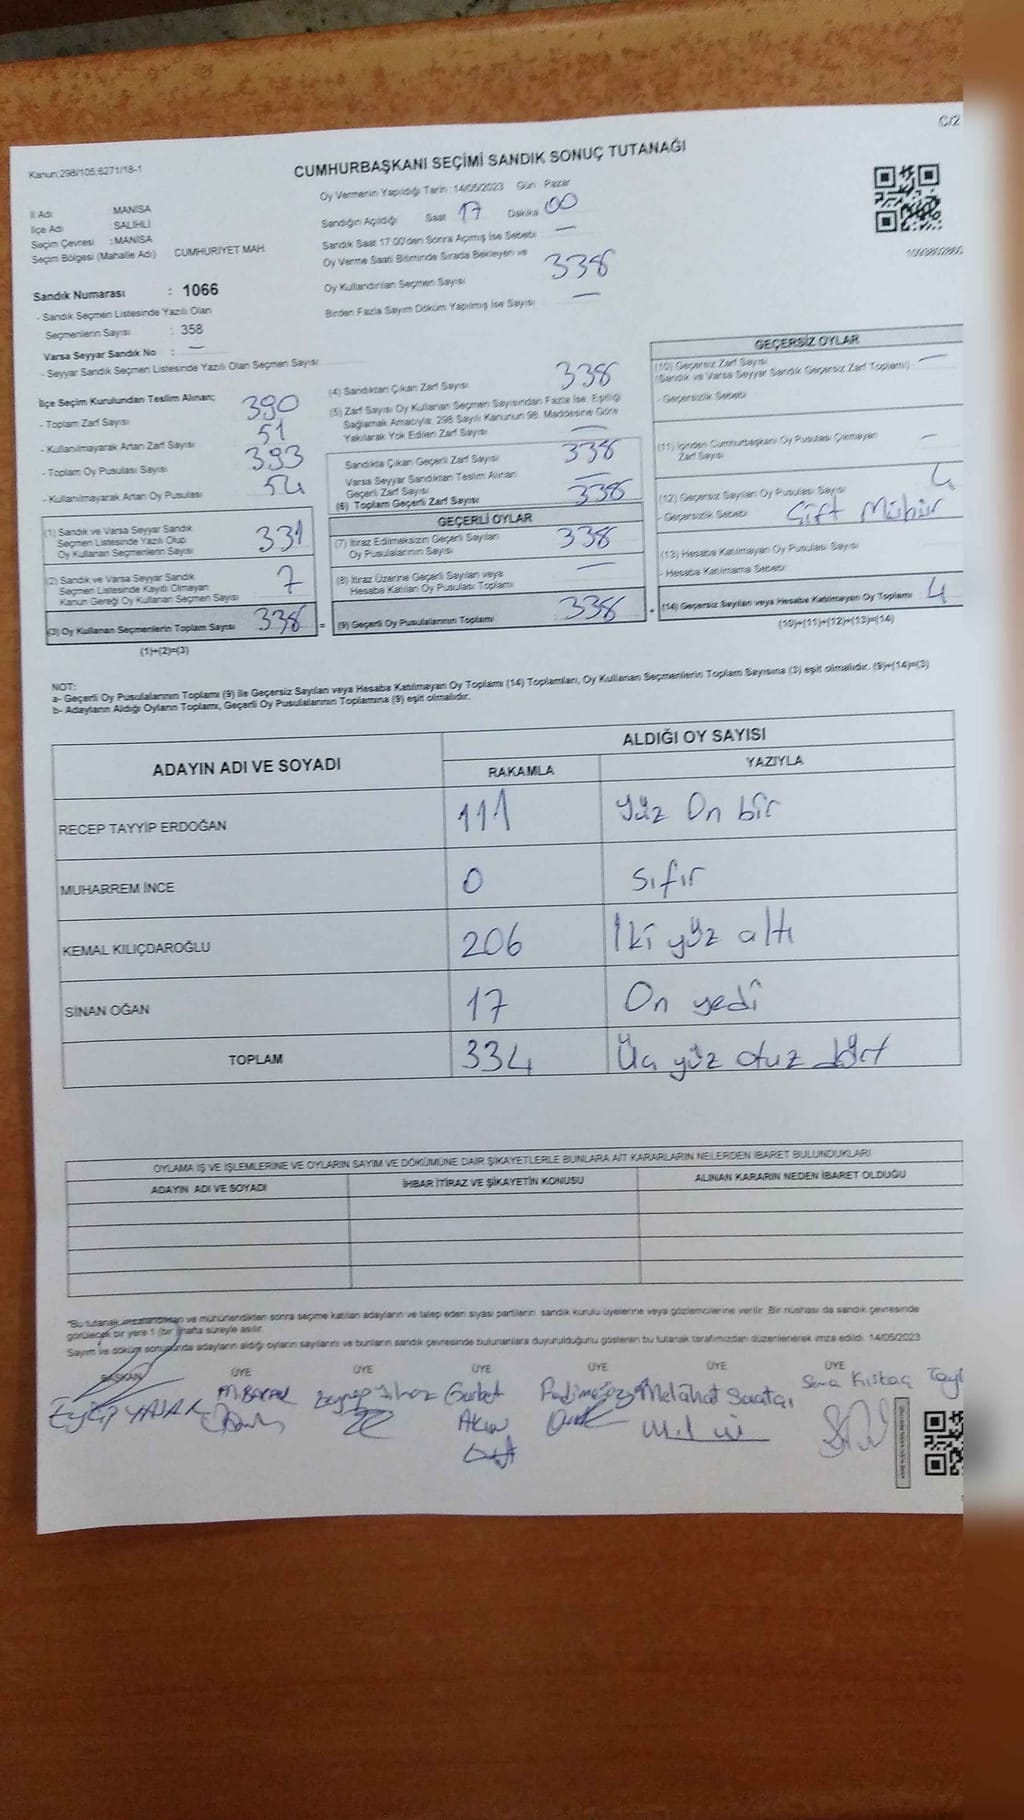 C/2
Kanun:298/105,6271/18-1
CUMHURBAŞKANI SEÇİMİ SANDIK SONUÇ TUTANAĞI
Oy Vermenin Yapıldığı Tarih : 14/05/2023 Gün : Pazar
İl Adı MANİSA
İlçe Adı SALİHLİ
Seçim Çevresi : MANİSA
Seçim Bölgesi (Mahalle Adı) CUMHURİYET MAH.
Sandığın Açıldığı Saat 17 Dakika 00
Sandık Saat 17.00'den Sonra Açılmış İse Sebebi —
Oy Verme Saati Bitiminde Sırada Bekleyen ve
Oy Kullandırılan Seçmen Sayısı 338
Birden Fazla Sayım Döküm Yapılmış İse Sayısı —
Sandık Numarası : 1066
- Sandık Seçmen Listesinde Yazılı Olan
Seçmenlerin Sayısı : 358
Varsa Seyyar Sandık No : —
- Seyyar Sandık Seçmen Listesinde Yazılı Olan Seçmen Sayısı:
İlçe Seçim Kurulundan Teslim Alınan;
- Toplam Zarf Sayısı 390
- Kullanılmayarak Artan Zarf Sayısı 51
- Toplam Oy Pusulası Sayısı 393
- Kullanılmayarak Artan Oy Pusulası 54
(1) Sandık ve Varsa Seyyar Sandık
Seçmen Listesinde Yazılı Olup
Oy Kullanan Seçmenlerin Sayısı 331
(2) Sandık ve Varsa Seyyar Sandık
Seçmen Listesinde Kayıtlı Olmayan
Kanun Gereği Oy Kullanan Seçmen Sayısı 7
(3) Oy Kullanan Seçmenlerin Toplam Sayısı 338 =
(1)+(2)=(3)
(4) Sandıktan Çıkan Zarf Sayısı 338
(5) Zarf Sayısı Oy Kullanan Seçmen Sayısından Fazla İse, Eşitliği
Sağlamak Amacıyla; 298 Sayılı Kanunun 98. Maddesine Göre
Yakılarak Yok Edilen Zarf Sayısı —
Sandıkta Çıkan Geçerli Zarf Sayısı 338
Varsa Seyyar Sandıktan Teslim Alınan
Geçerli Zarf Sayısı —
(6) Toplam Geçerli Zarf Sayısı 338
GEÇERLİ OYLAR
(7) İtiraz Edilmeksizin Geçerli Sayılan
Oy Pusulalarının Sayısı 338
(8) İtiraz Üzerine Geçerli Sayılan veya
Hesaba Katılan Oy Pusulası Toplamı —
(9) Geçerli Oy Pusulalarının Toplamı 338 +
GEÇERSİZ OYLAR
(10) Geçersiz Zarf Sayısı —
(Sandık ve Varsa Seyyar Sandık Geçersiz Zarf Toplamı)
- Geçersizlik Sebebi
(11) İçinden Cumhurbaşkanı Oy Pusulası Çıkmayan
Zarf Sayısı —
(12) Geçersiz Sayılan Oy Pusulası Sayısı 4
- Geçersizlik Sebebi Çift Mühür
(13) Hesaba Katılmayan Oy Pusulası Sayısı
- Hesaba Katılmama Sebebi
(14) Geçersiz Sayılan veya Hesaba Katılmayan Oy Toplamı 4
(10)+(11)+(12)+(13)=(14)
NOT:
a- Geçerli Oy Pusulalarının Toplamı (9) ile Geçersiz Sayılan veya Hesaba Katılmayan Oy Toplamı (14) Toplamları, Oy Kullanan Seçmenlerin Toplam Sayısına (3) eşit olmalıdır. (9)+(14)=(3)
b- Adayların Aldığı Oyların Toplamı, Geçerli Oy Pusulalarının Toplamına (9) eşit olmalıdır.
ADAYIN ADI VE SOYADI ALDIĞI OY SAYISI
RAKAMLA YAZIYLA
RECEP TAYYİP ERDOĞAN 111 Yüz On bir
MUHARREM İNCE 0 sıfır
KEMAL KILIÇDAROĞLU 206 İki yüz altı
SİNAN OĞAN 17 On yedi
TOPLAM 334 Üç yüz otuz dört
OYLAMA İŞ VE İŞLEMLERİNE VE OYLARIN SAYIM VE DÖKÜMÜNE DAİR ŞİKAYETLERLE BUNLARA AİT KARARLARIN NELERDEN İBARET BULUNDUKLARI
ADAYIN ADI VE SOYADI İHBAR İTİRAZ VE ŞİKAYETİN KONUSU ALINAN KARARIN NEDEN İBARET OLDUĞU
"Bu tutanak imzalandıktan ve mühürlendikten sonra seçime katılan adayların ve talep eden siyasi partilerin sandık kurulu üyelerine veya gözlemcilerine verilir. Bir nüshası da sandık çevresinde
görülecek bir yere 1 (bir) hafta süreyle asılır.
Sayım ve döküm sonucunda adayların aldığı oyların sayılarını ve bunların sandık çevresinde bulunanlara duyurulduğunu gösteren bu tutanak tarafımızdan düzenlenerek imza edildi. 14/05/2023
BAŞKAN ÜYE ÜYE ÜYE ÜYE ÜYE ÜYE
Eyüp YAŞAR Zeynep Yılmaz Gurbet Akın Melahat Saatçı Sema Kıskaç